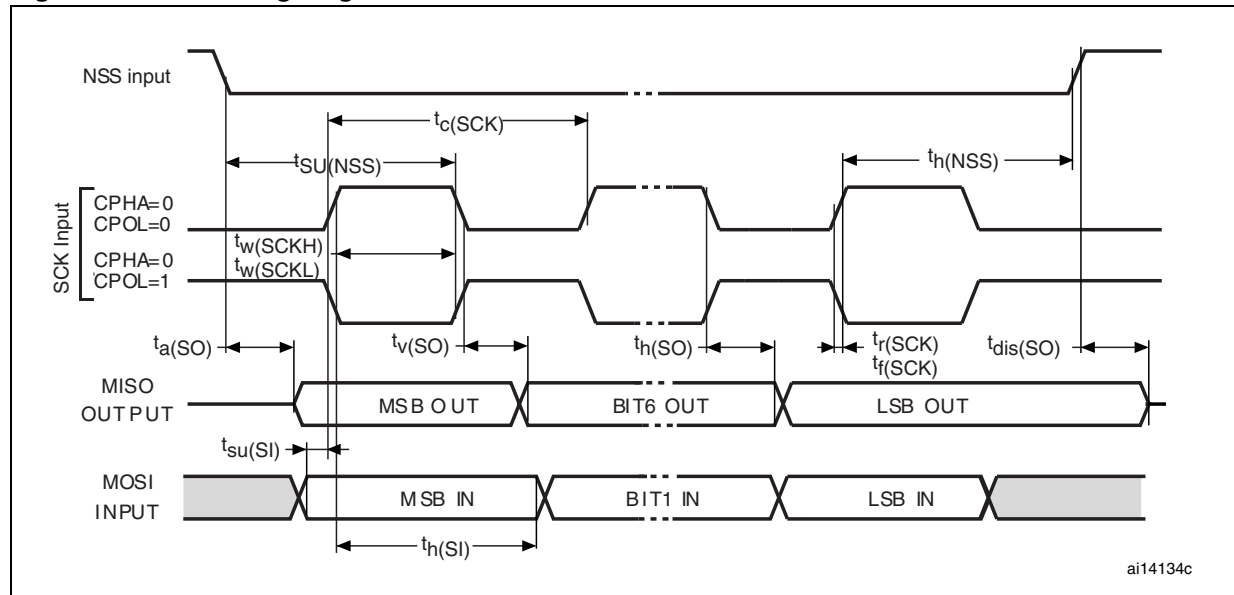 NSS input
tc(SCK)
tSU(NSS)
th(NSS)
SCK Input
CPHA=0
CPOL=0
tw(SCKH)
CPHA=0
tw(SCKL)
CPOL=1
ta(SO)
tv(SO)
th(SO)
tr(SCK)
tf(SCK)
tdis(SO)
MISO
OUTPUT
MSB OUT
BIT6 OUT
LSB OUT
tsu(SI)
MOSI
INPUT
MSB IN
BIT1 IN
LSB IN
th(SI)
ai14134c